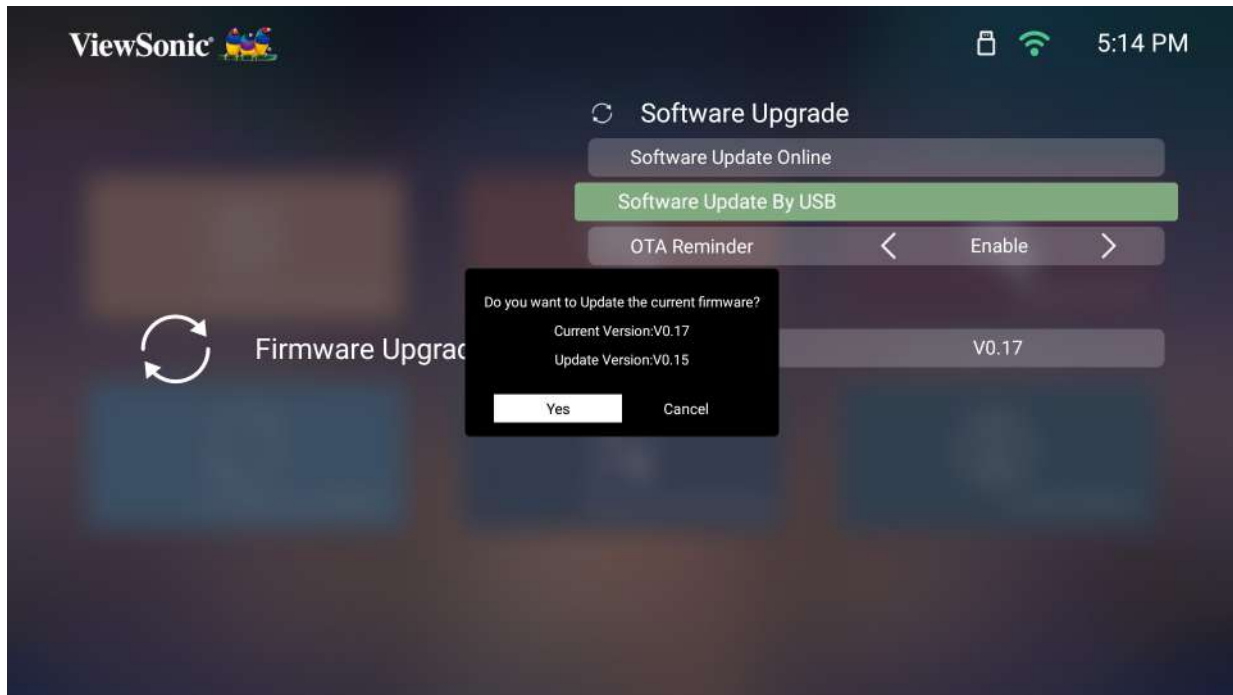 ViewSonic
5:14 PM
Software Upgrade
Software Update Online
Software Update By USB
OTA Reminder < Enable >
Do you want to Update the current firmware?
Current Version:V0.17
Update Version:V0.15
Yes Cancel
Firmware Upgrad
V0.17